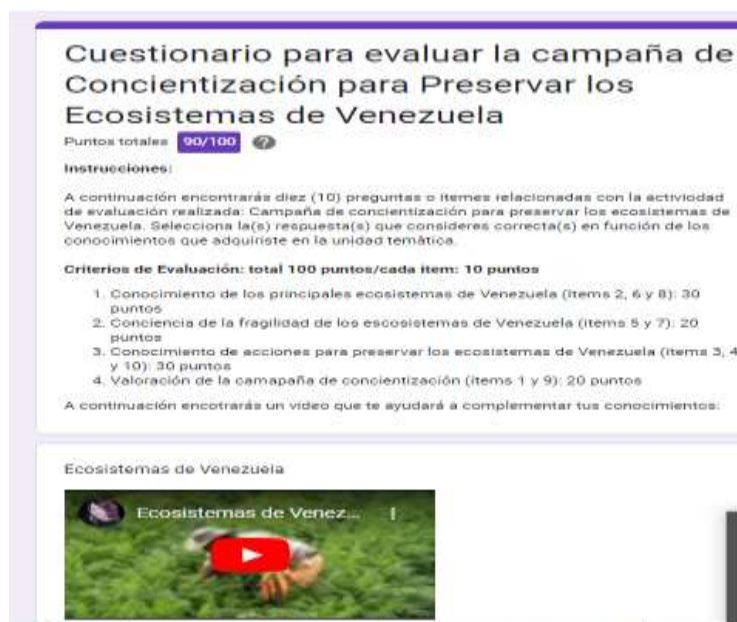 Cuestionario para evaluar la campaña de
Concientización para Preservar los
Ecosistemas de Venezuela
Puntos totales 90/100 ?
Instrucciones:
A continuación encontrarás diez (10) preguntas o ítemes relacionadas con la activiodad
de evaluación realizada: Campaña de concientización para preservar los ecosistemas de
Venezuela. Selecciona la(s) respuesta(s) que consideres correcta(s) en función de los
conocimientos que adquiriste en la unidad temática.
Criterios de Evaluación: total 100 puntos/cada ítem: 10 puntos
1. Conocimiento de los principales ecosistemas de Venezuela (ítems 2, 6 y 8): 30
puntos
2. Conciencia de la fragilidad de los escosistemas de Venezuela (ítems 5 y 7): 20
puntos
3. Conocimiento de acciones para preservar los ecosistemas de Venezuela (ítems 3, 4
y 10): 30 puntos
4. Valoración de la camapaña de concientización (ítems 1 y 9): 20 puntos
A continuación encotrarás un video que te ayudará a complementar tus conocimientos:
Ecosistemas de Venezuela
Ecosistemas de Venez...